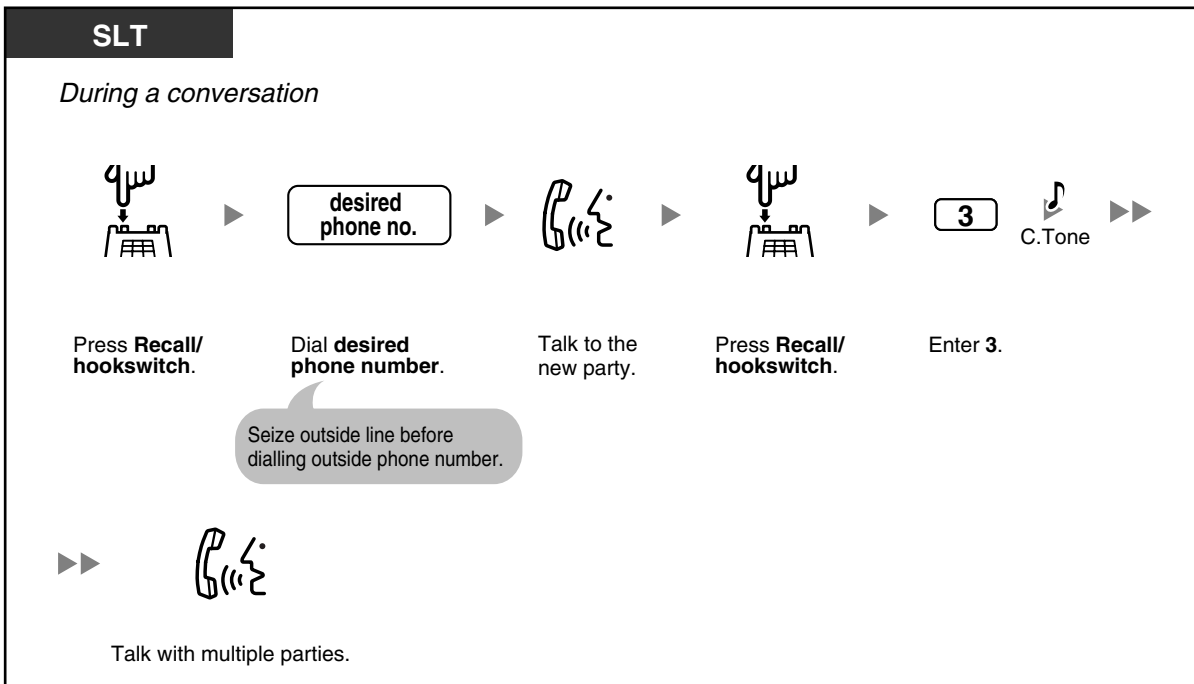 SLT
During a conversation
desired
phone no.
3
C.Tone
Press Recall/
hookswitch.
Dial desired
phone number.
Talk to the
new party.
Press Recall/
hookswitch.
Enter 3.
Seize outside line before
dialling outside phone number.
Talk with multiple parties.